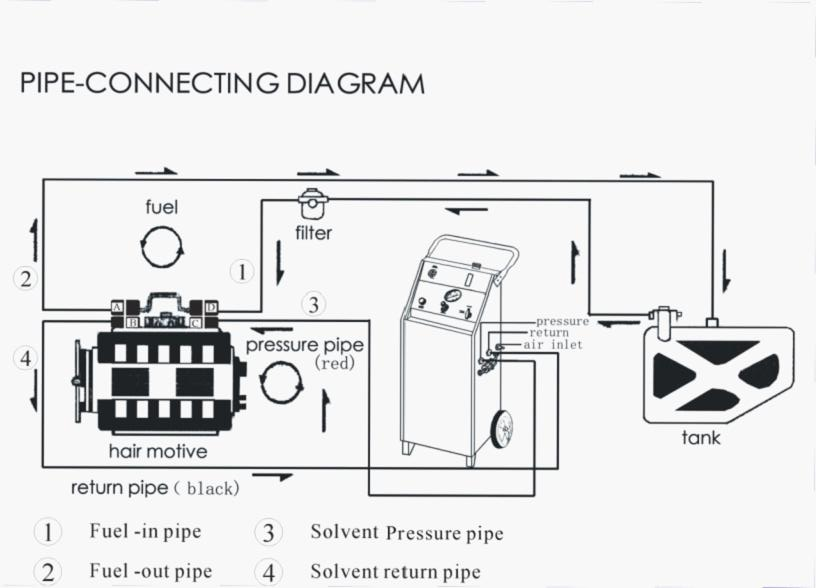 PIPE-CONNECTING DIAGRAM
fuel
filter
2
1
3
A
D
B
C
4
pressure pipe
(red)
pressure
return
air inlet
hair motive
tank
return pipe ( black)
1 Fuel -in pipe 3 Solvent Pressure pipe
2 Fuel -out pipe 4 Solvent return pipe